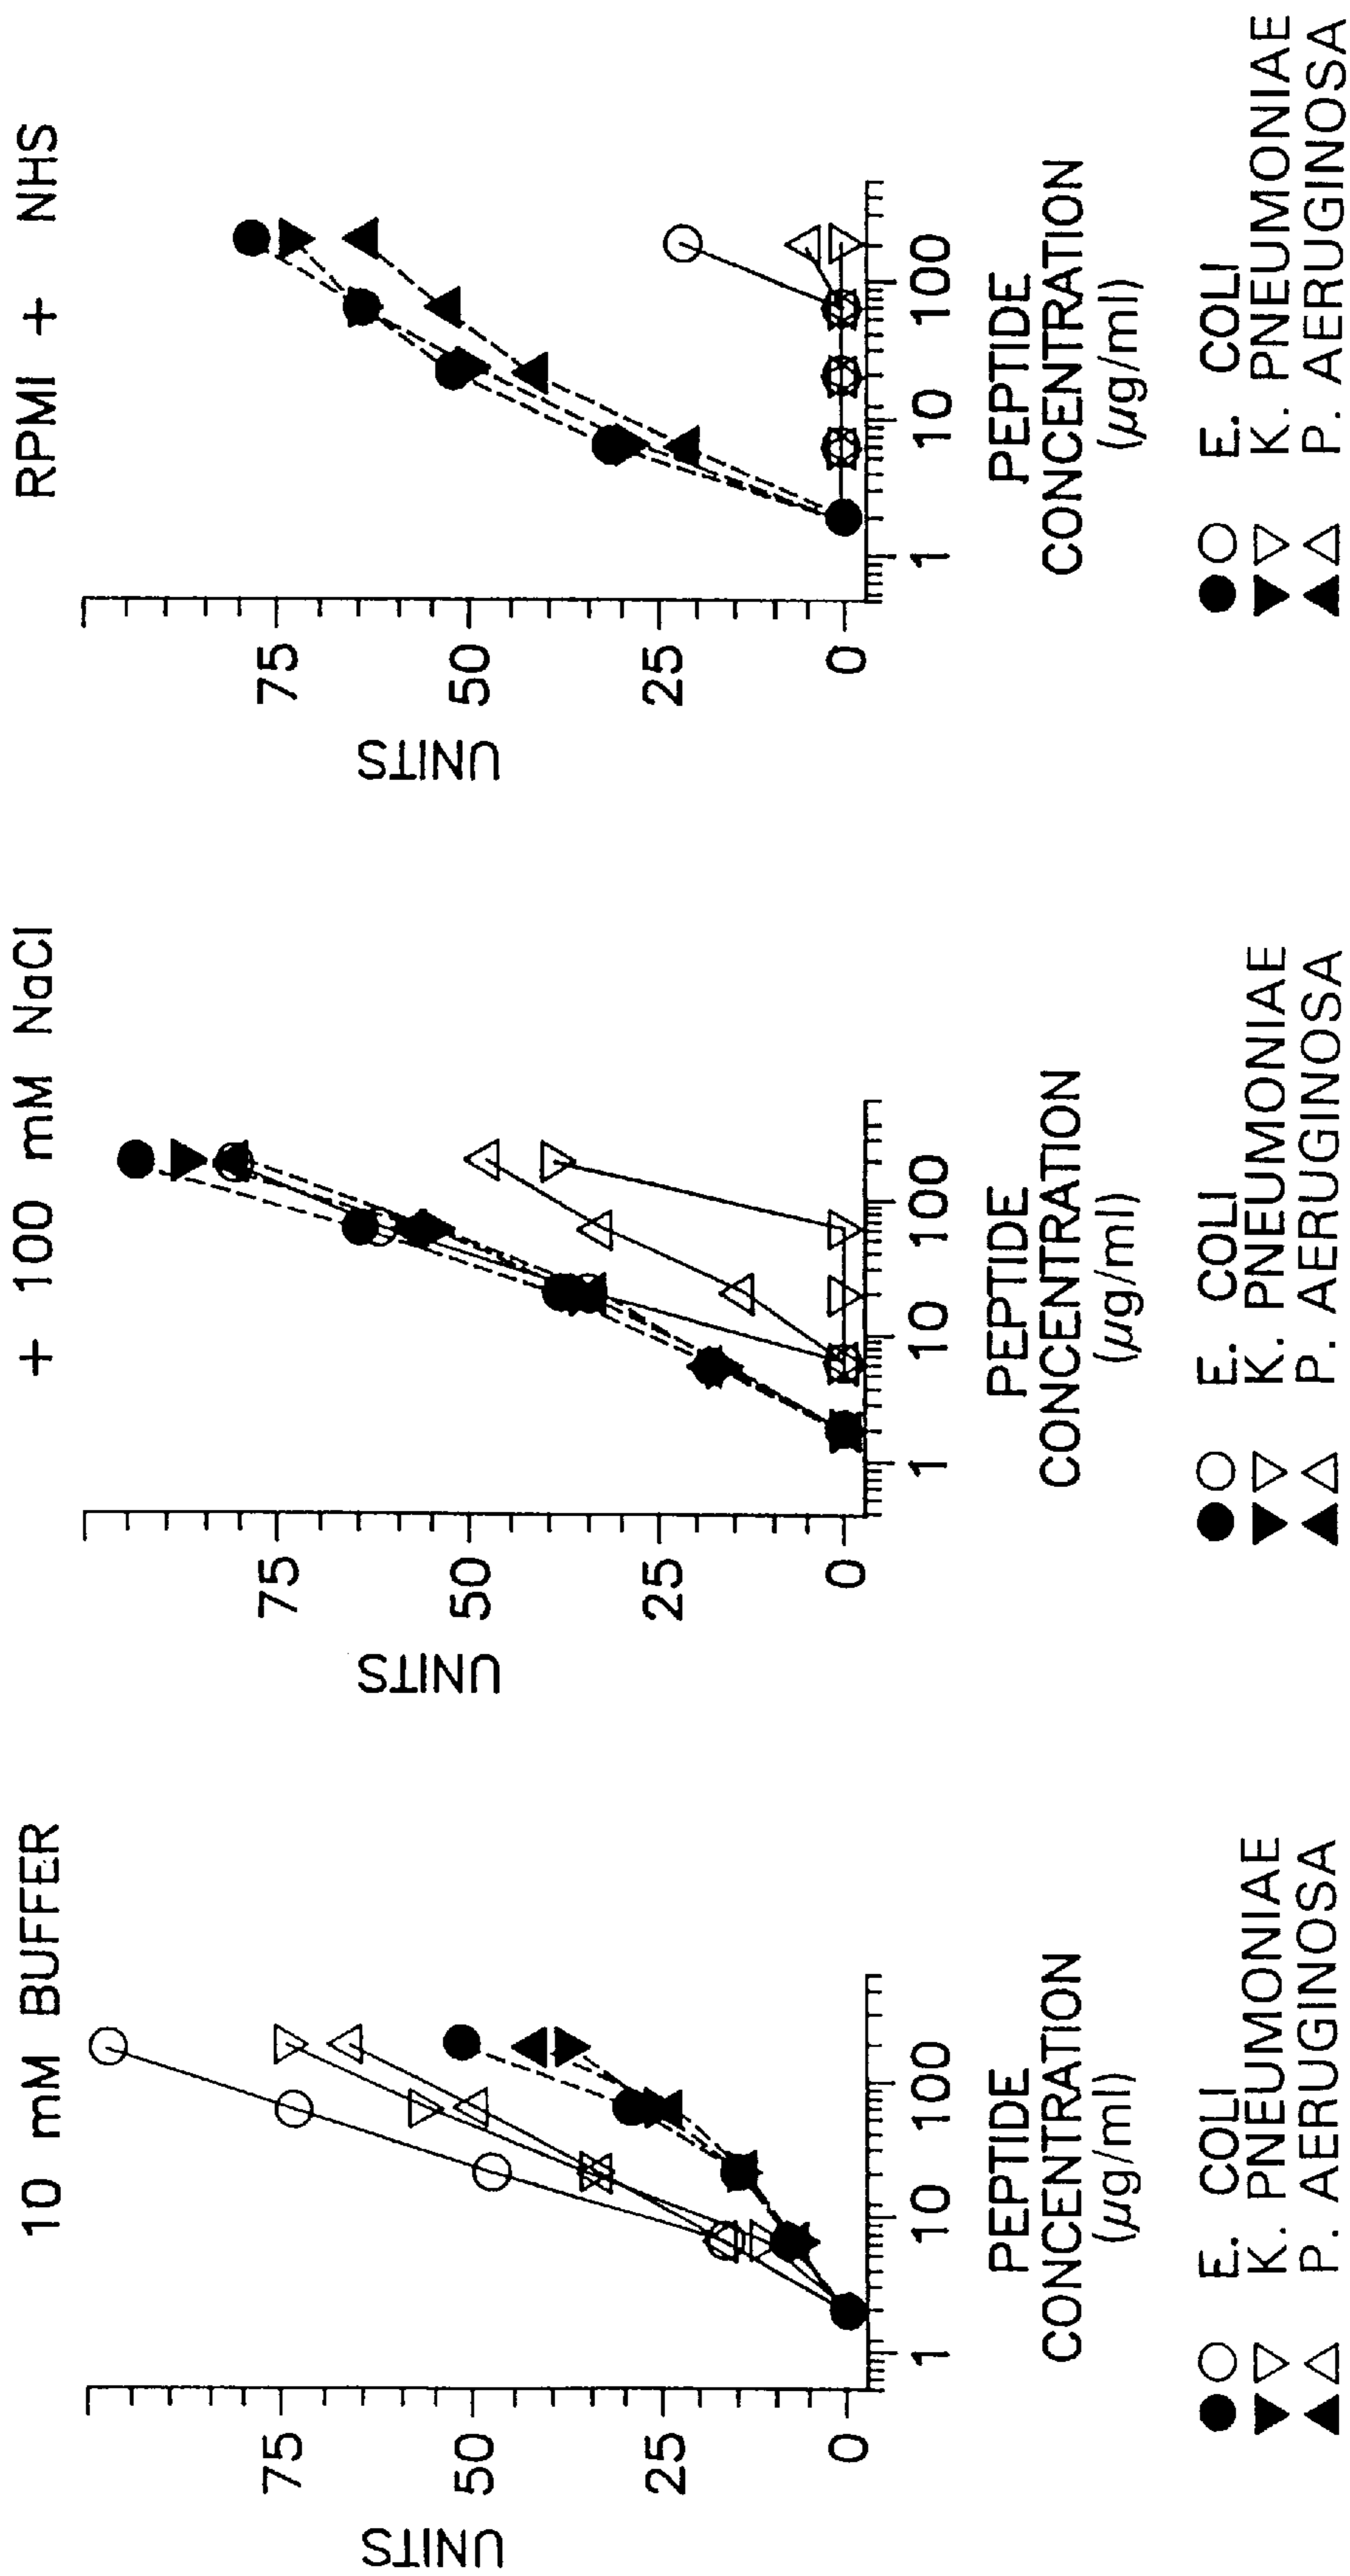 10 mM BUFFER
UNITS
75
50
25
0
1 10 100
PEPTIDE
CONCENTRATION
(µg/ml)
E. COLI
K. PNEUMONIAE
P. AERUGINOSA
+ 100 mM NaCl
UNITS
75
50
25
0
1 10 100
PEPTIDE
CONCENTRATION
(µg/ml)
E. COLI
K. PNEUMONIAE
P. AERUGINOSA
RPMI + NHS
UNITS
75
50
25
0
1 10 100
PEPTIDE
CONCENTRATION
(µg/ml)
E. COLI
K. PNEUMONIAE
P. AERUGINOSA